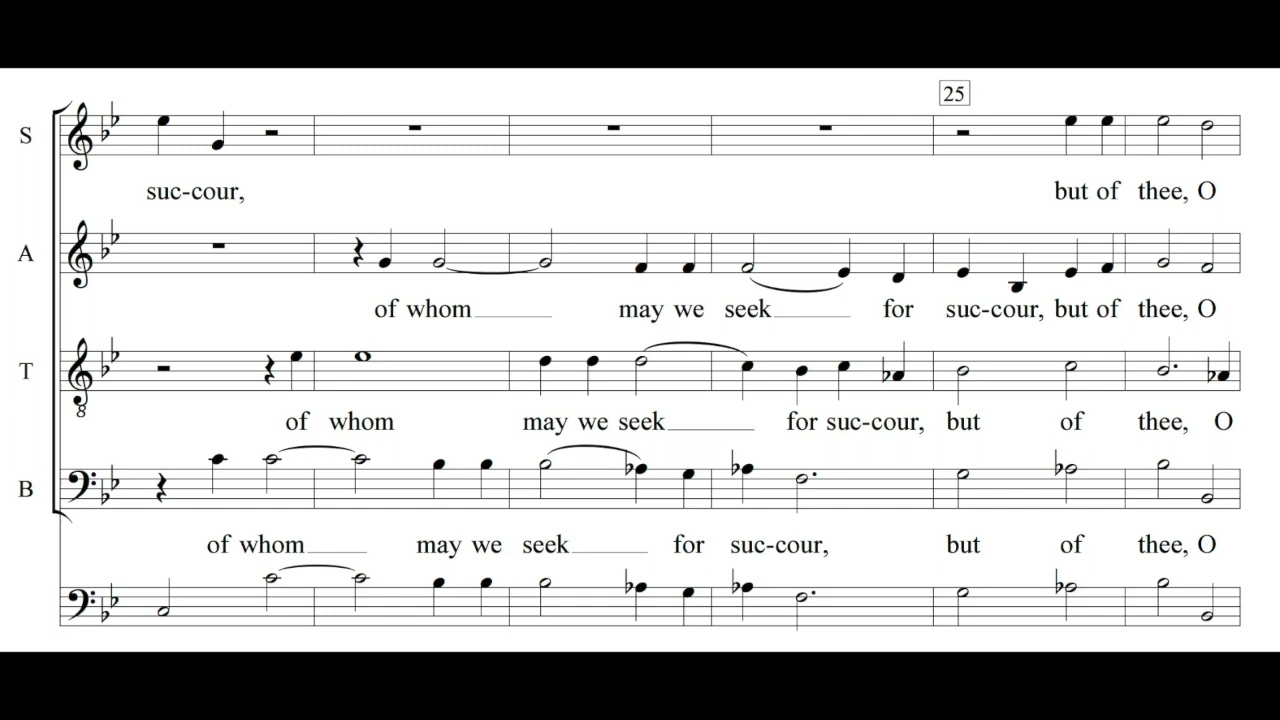 25
S
suc-cour, but of thee, O
A
of whom may we seek for suc-cour, but of thee, O
T
8
of whom may we seek for suc-cour, but of thee, O
B
of whom may we seek for suc-cour, but of thee, O